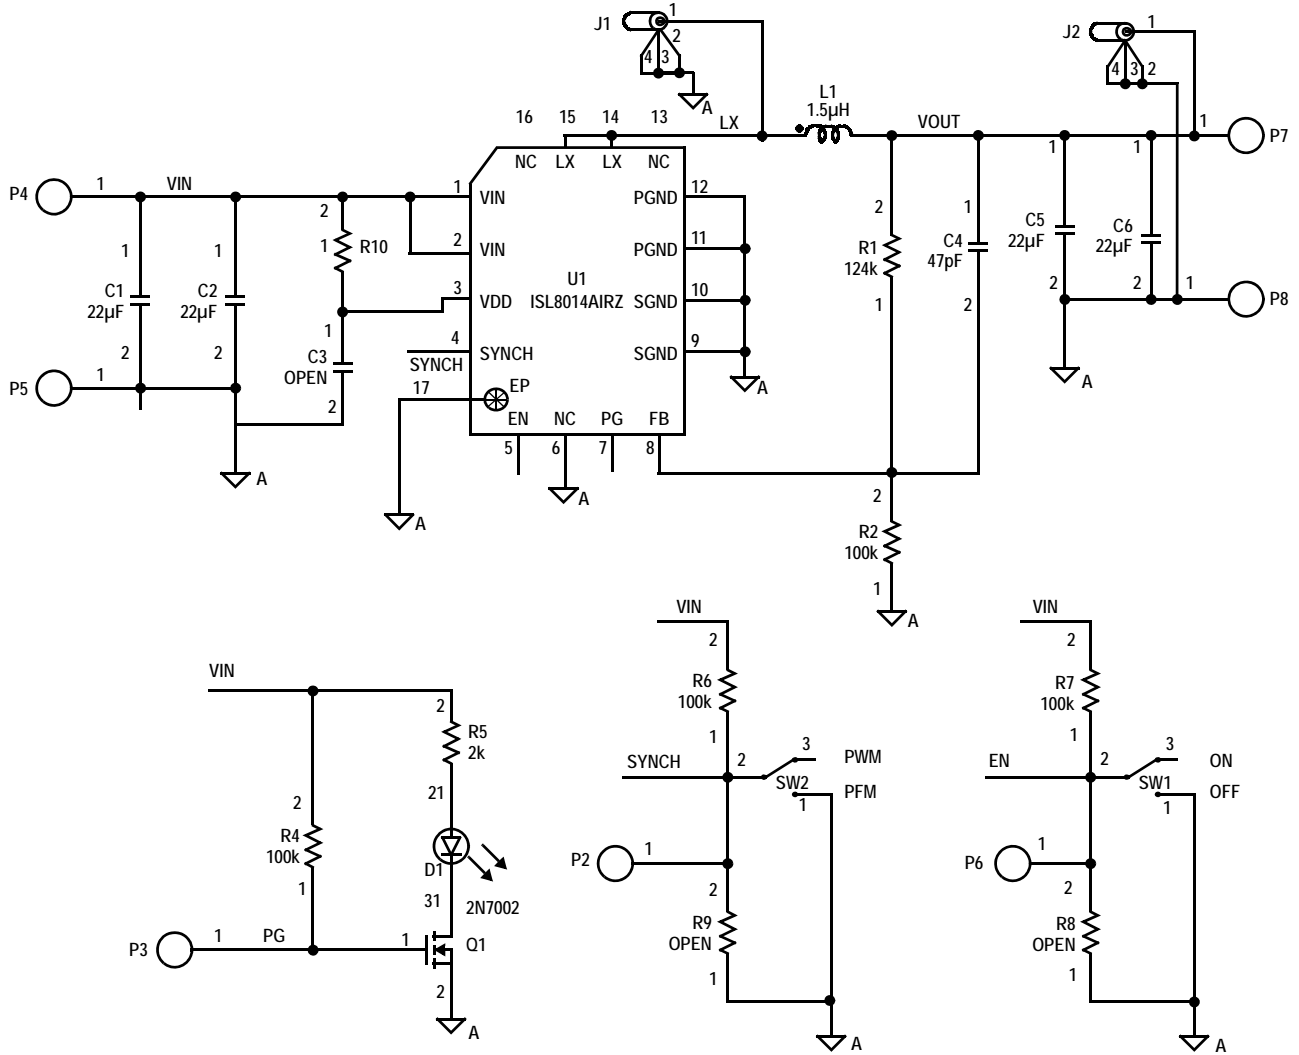 J1 1
2
4 3
A
J2 1
4 3 2
L1
1.5µH
16 15 14 13 LX
VOUT
1 P7
NC LX LX NC
P4 1 VIN
1 VIN PGND 12
2 VIN PGND 11
3 VDD SGND 10
4 SYNCH SGND 9
SYNCH
U1
ISL8014AIRZ
17 EP
EN NC PG FB
5 6 7 8
A
A
A
1
C1
22µF
2
1
C2
22µF
2
2
1 R10
1
C3
OPEN
2
P5 1
A
2
R1
124k
1
1
C4
47pF
2
1
C5
22µF
2
1
C6
22µF
2
1 P8
A
2
R2
100k
1
A
VIN
2
R4
100k
1
2
R5
2k
21
D1
31
2N7002
P3 1 PG 1 Q1
2
A
VIN
2
R6
100k
1
SYNCH 2 3 PWM
SW2
1 PFM
P2 1
2
R9
OPEN
1
A
VIN
2
R7
100k
1
EN 2 3 ON
SW1
1 OFF
P6 1
2
R8
OPEN
1
A